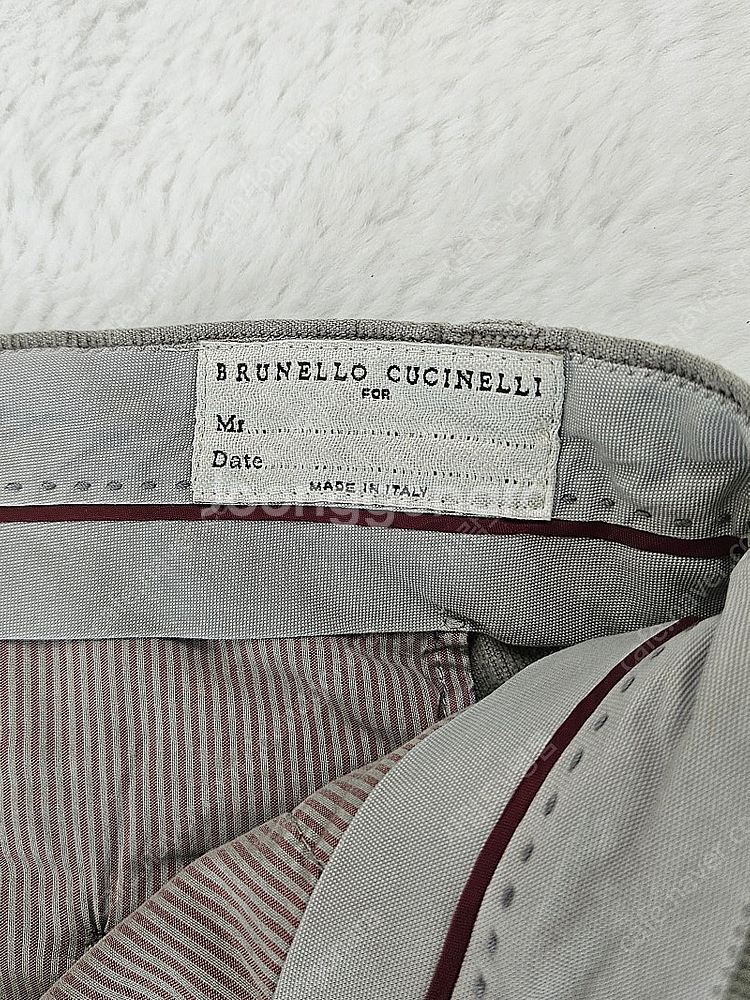 BRUNELLO CUCINELLI
FOR
Mr
Date
MADE IN ITALY